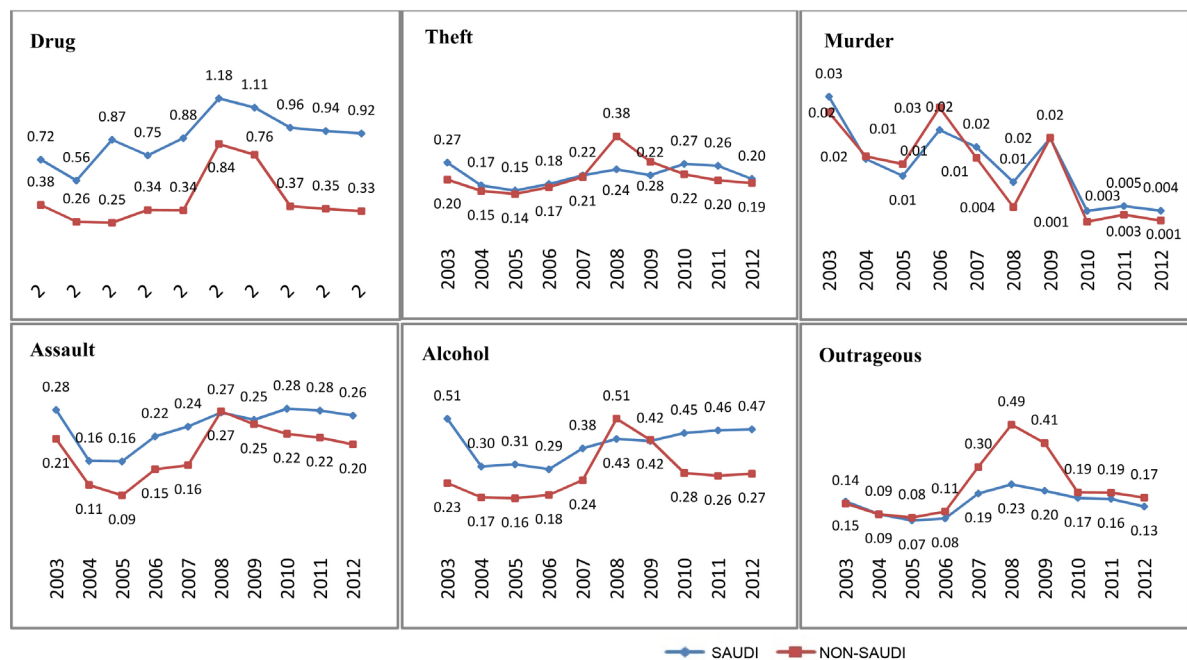 Drug
1.18
1.11
0.96 0.94 0.92
0.88
0.87
0.75
0.72
0.56
0.84
0.76
0.38
0.26 0.25
0.34 0.34
0.37 0.35 0.33
2 2 2 2 2 2 2 2 2 2
Theft
0.27 0.17 0.15 0.18 0.22 0.38 0.22 0.27 0.26 0.20
0.20 0.15 0.14 0.17 0.21 0.24 0.28 0.22 0.20 0.19
2003 2004 2005 2006 2007 2008 2009 2010 2011 2012
Murder
0.03
0.02 0.01 0.03 0.02 0.02 0.02 0.02
0.02 0.01 0.01 0.01
0.01 0.004 0.001 0.003 0.005 0.004
0.003 0.001
2003 2004 2005 2006 2007 2008 2009 2010 2011 2012
Assault
0.28 0.16 0.16 0.22 0.24 0.27 0.25 0.28 0.28 0.26
0.21 0.11 0.09 0.15 0.16 0.27 0.25 0.22 0.22 0.20
2003 2004 2005 2006 2007 2008 2009 2010 2011 2012
Alcohol
0.51 0.30 0.31 0.29 0.38 0.51 0.42 0.45 0.46 0.47
0.23 0.17 0.16 0.18 0.24 0.43 0.42 0.28 0.26 0.27
2003 2004 2005 2006 2007 2008 2009 2010 2011 2012
Outrageous
0.14 0.09 0.08 0.11 0.30 0.49 0.41 0.19 0.19 0.17
0.15 0.09 0.07 0.08 0.19 0.23 0.20 0.17 0.16 0.13
2003 2004 2005 2006 2007 2008 2009 2010 2011 2012
SAUDI NON-SAUDI